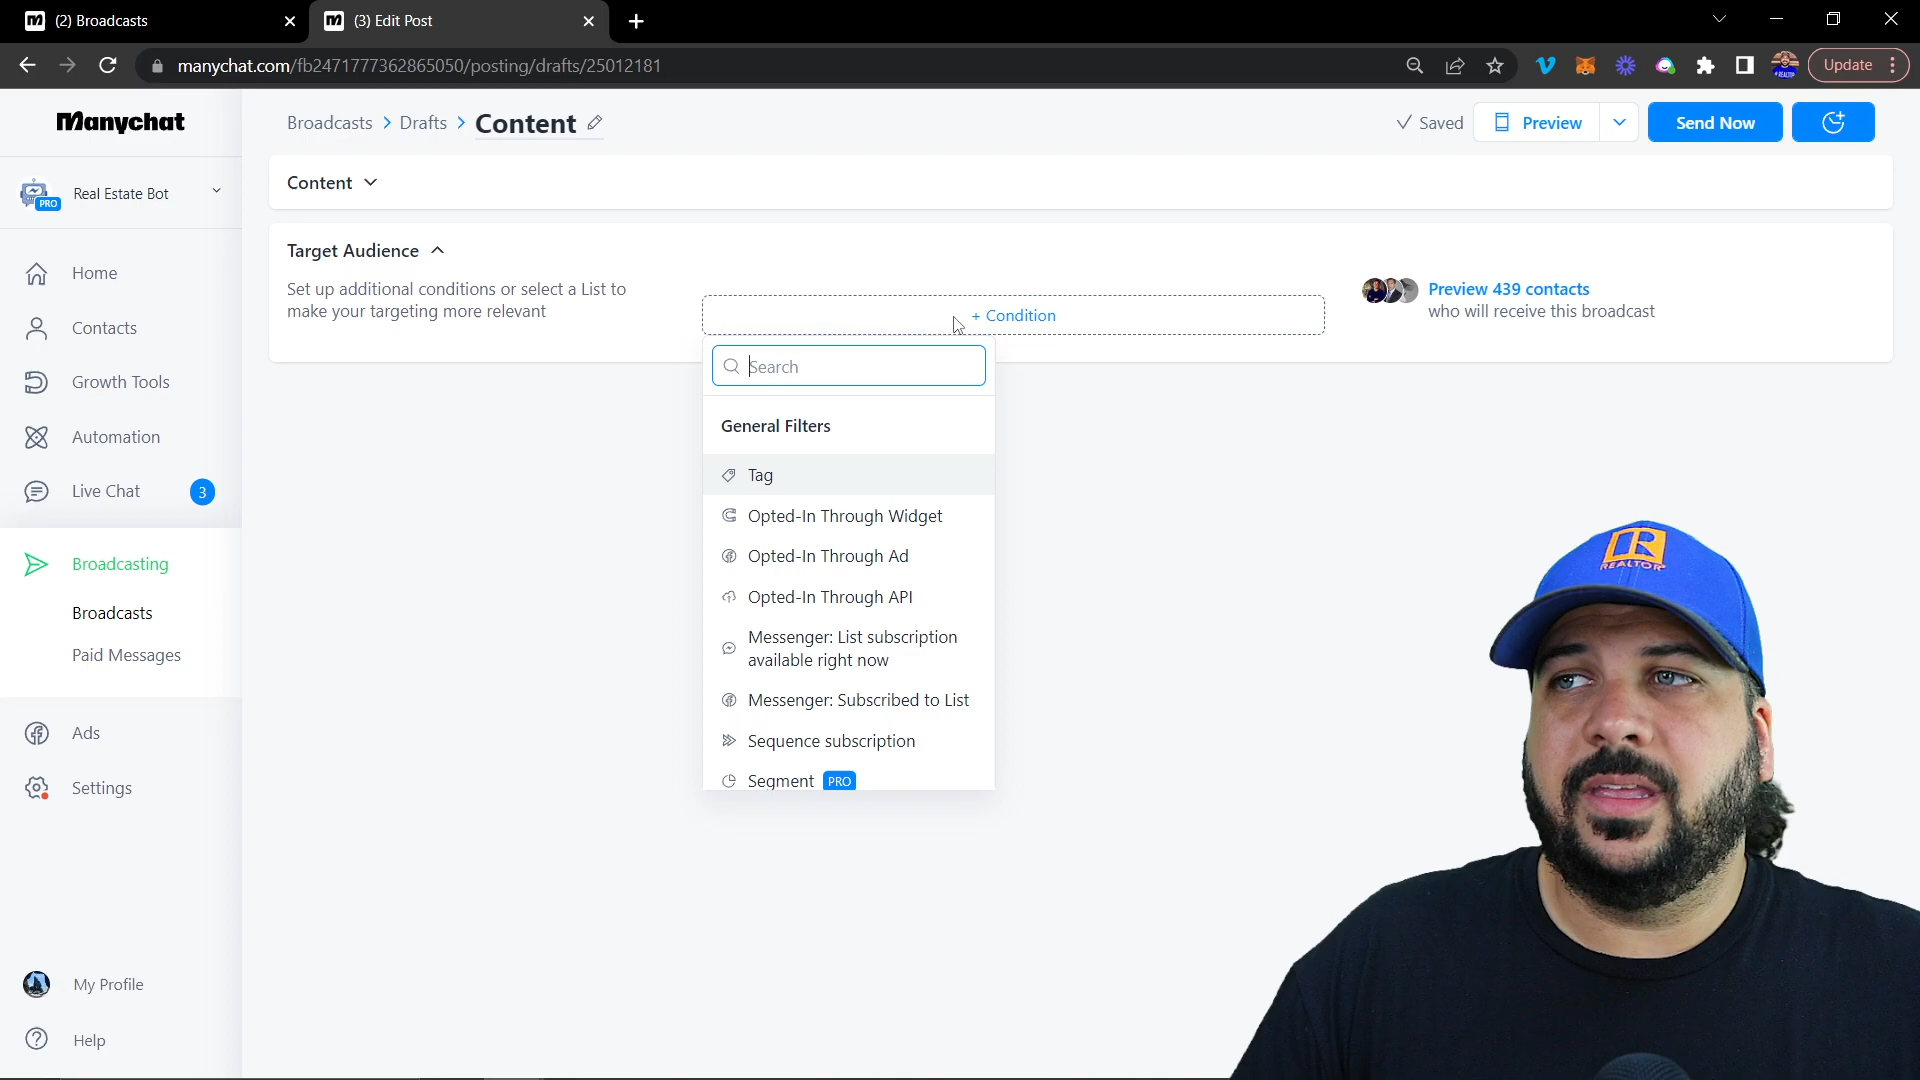 (2) Broadcasts
(3) Edit Post
manychat.com/fb2471777362865050/posting/drafts/25012181
Update
Manychat
Broadcasts > Drafts > Content
Saved
Preview
Send Now
PRO
Real Estate Bot
Content
Home
Contacts
Growth Tools
Automation
Live Chat
3
Broadcasting
Broadcasts
Paid Messages
Ads
Settings
My Profile
Help
Target Audience
Set up additional conditions or select a List to
make your targeting more relevant
+ Condition
Preview 439 contacts
who will receive this broadcast
Search
General Filters
Tag
Opted-In Through Widget
Opted-In Through Ad
Opted-In Through API
Messenger: List subscription
available right now
Messenger: Subscribed to List
Sequence subscription
Segment PRO
R
REALTOR